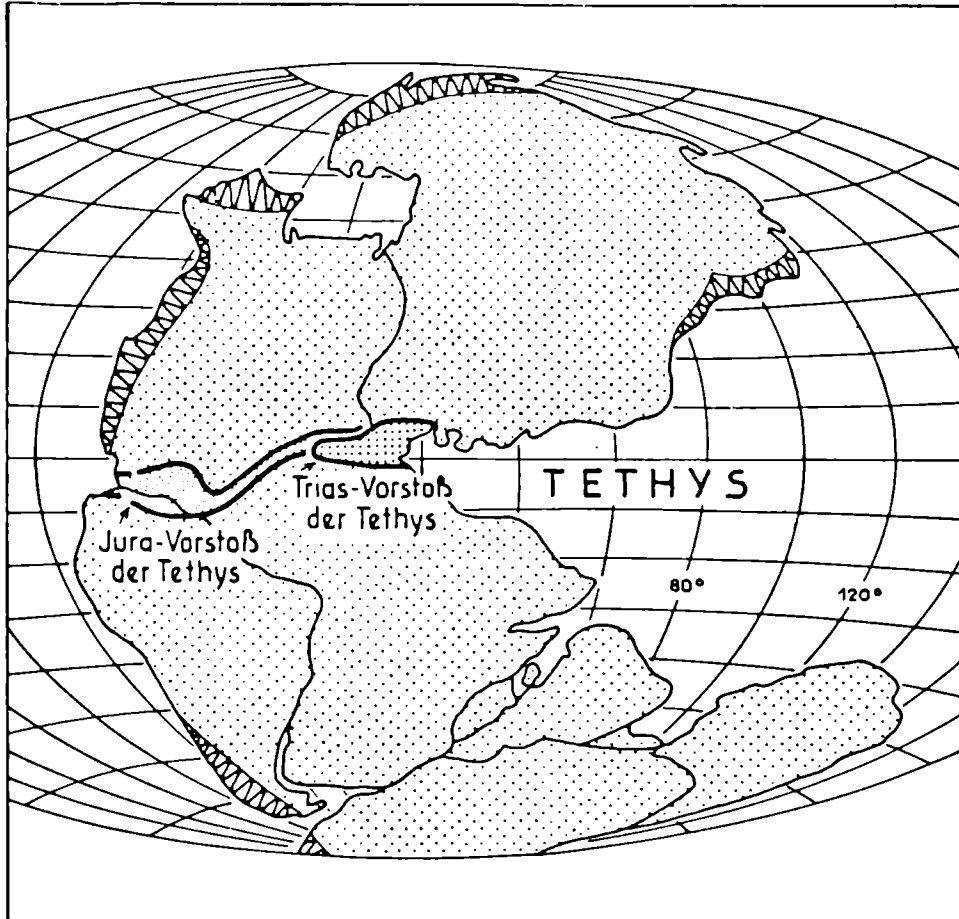 TETHYS
Trias-Vorstoß
der Tethys
Jura-Vorstoß
der Tethys
80°
120°